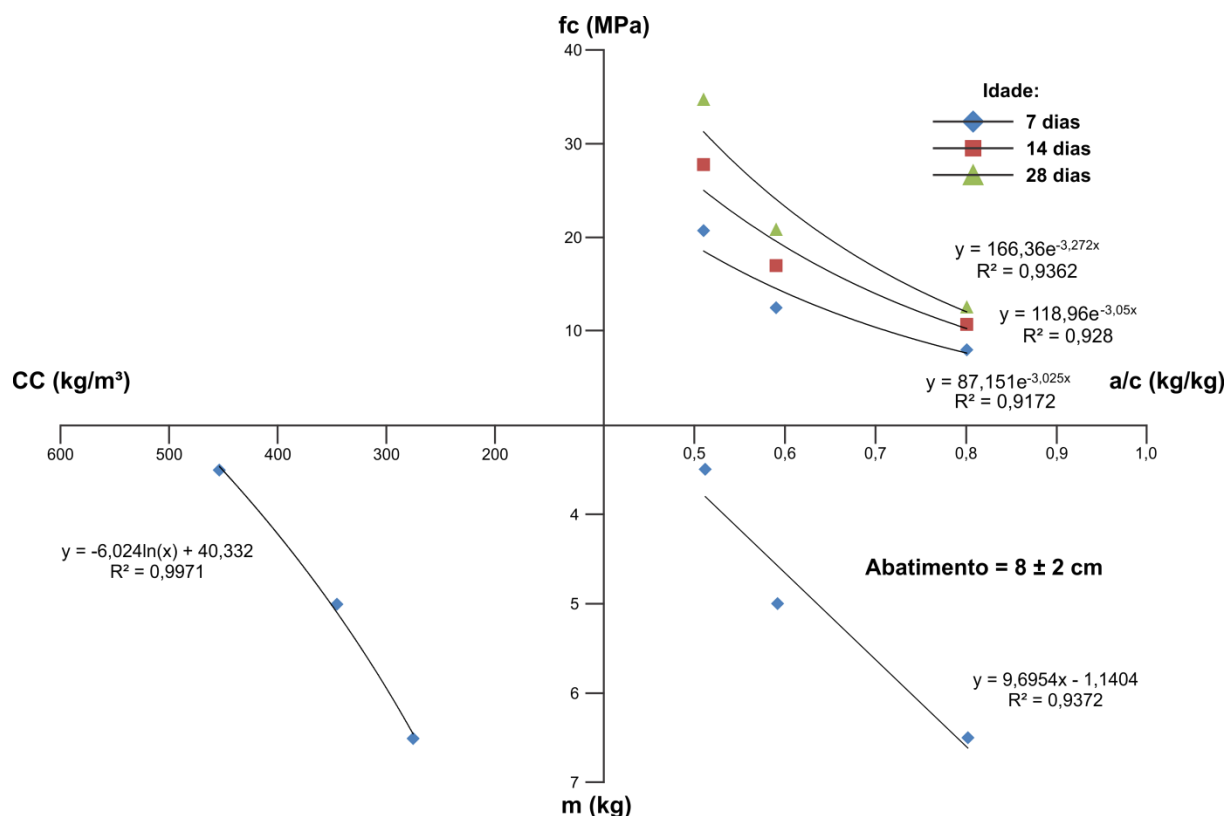 fc (MPa)
40
30
20
10
Idade:
7 dias
14 dias
28 dias
y = 166,36e^-3,272x
R² = 0,9362
y = 118,96e^-3,05x
R² = 0,928
y = 87,151e^-3,025x
R² = 0,9172
CC (kg/m³)
a/c (kg/kg)
600 500 400 300 200 0,5 0,6 0,7 0,8 0,9 1,0
4
5
6
7
y = -6,024ln(x) + 40,332
R² = 0,9971
Abatimento = 8 ± 2 cm
y = 9,6954x - 1,1404
R² = 0,9372
m (kg)